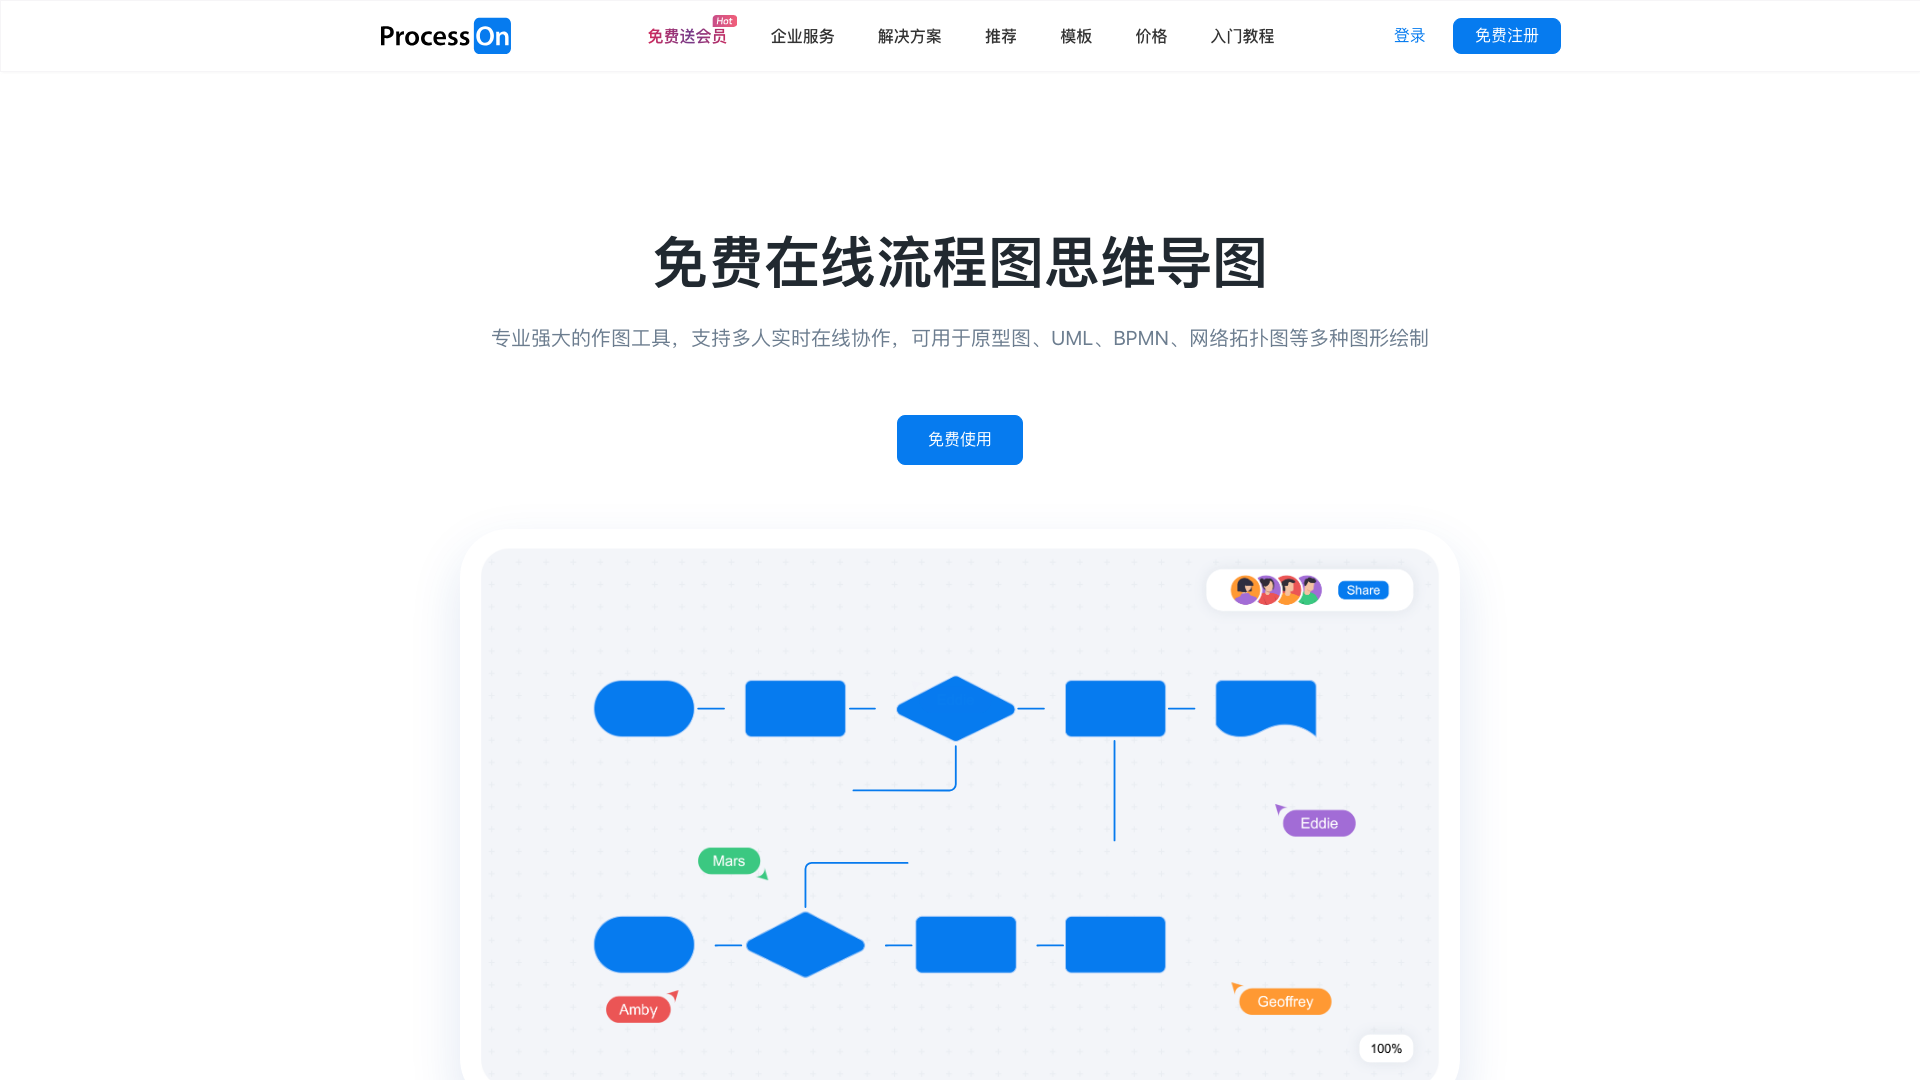 ProcessOn
免费送会员
Hot
企业服务
解决方案
推荐
模板
价格
入门教程
登录
免费注册
免费在线流程图思维导图
专业强大的作图工具，支持多人实时在线协作，可用于原型图、UML、BPMN、网络拓扑图等多种图形绘制
免费使用
Share
Eddie
Mars
Amby
Geoffrey
100%